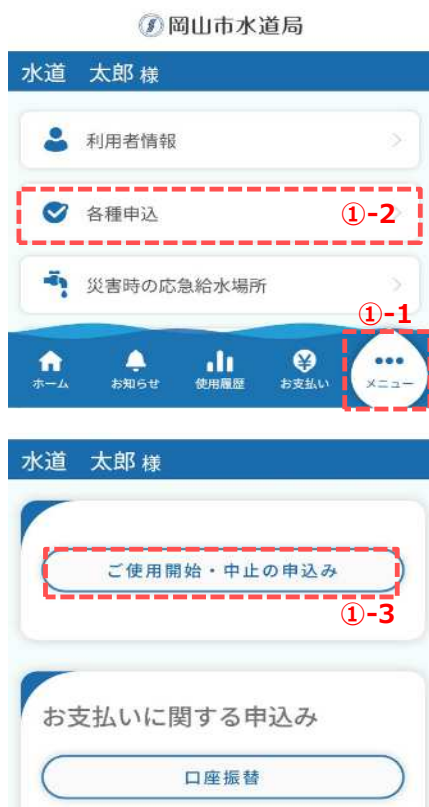 岡山市水道局
水道 太郎 様
利用者情報
各種申込
①-2
災害時の応急給水場所
①-1
ホーム お知らせ 使用履歴 お支払い メニュー
水道 太郎 様
ご使用開始・中止の申込み
①-3
お支払いに関する申込み
口座振替